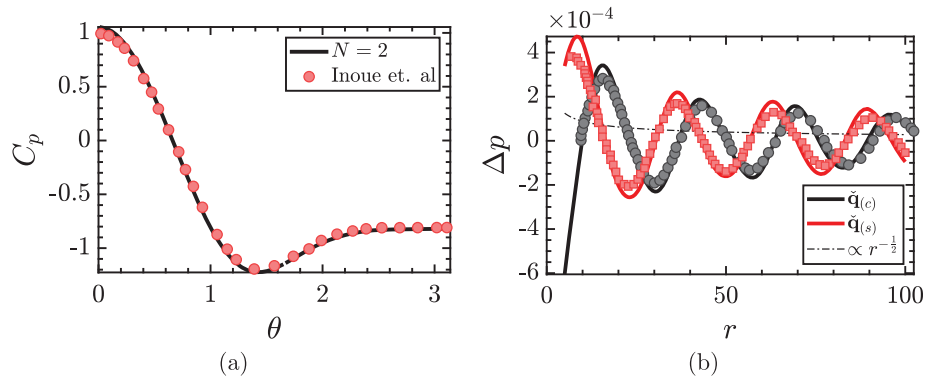 1
0.5
0
-0.5
-1
C_p
0 1 2 3
θ
N = 2
Inoue et. al
(a)
×10⁻⁴
4
2
0
-2
-4
-6
Δp
0 50 100
r
q̌(c)
q̌(s)
∝ r^{-1/2}
(b)